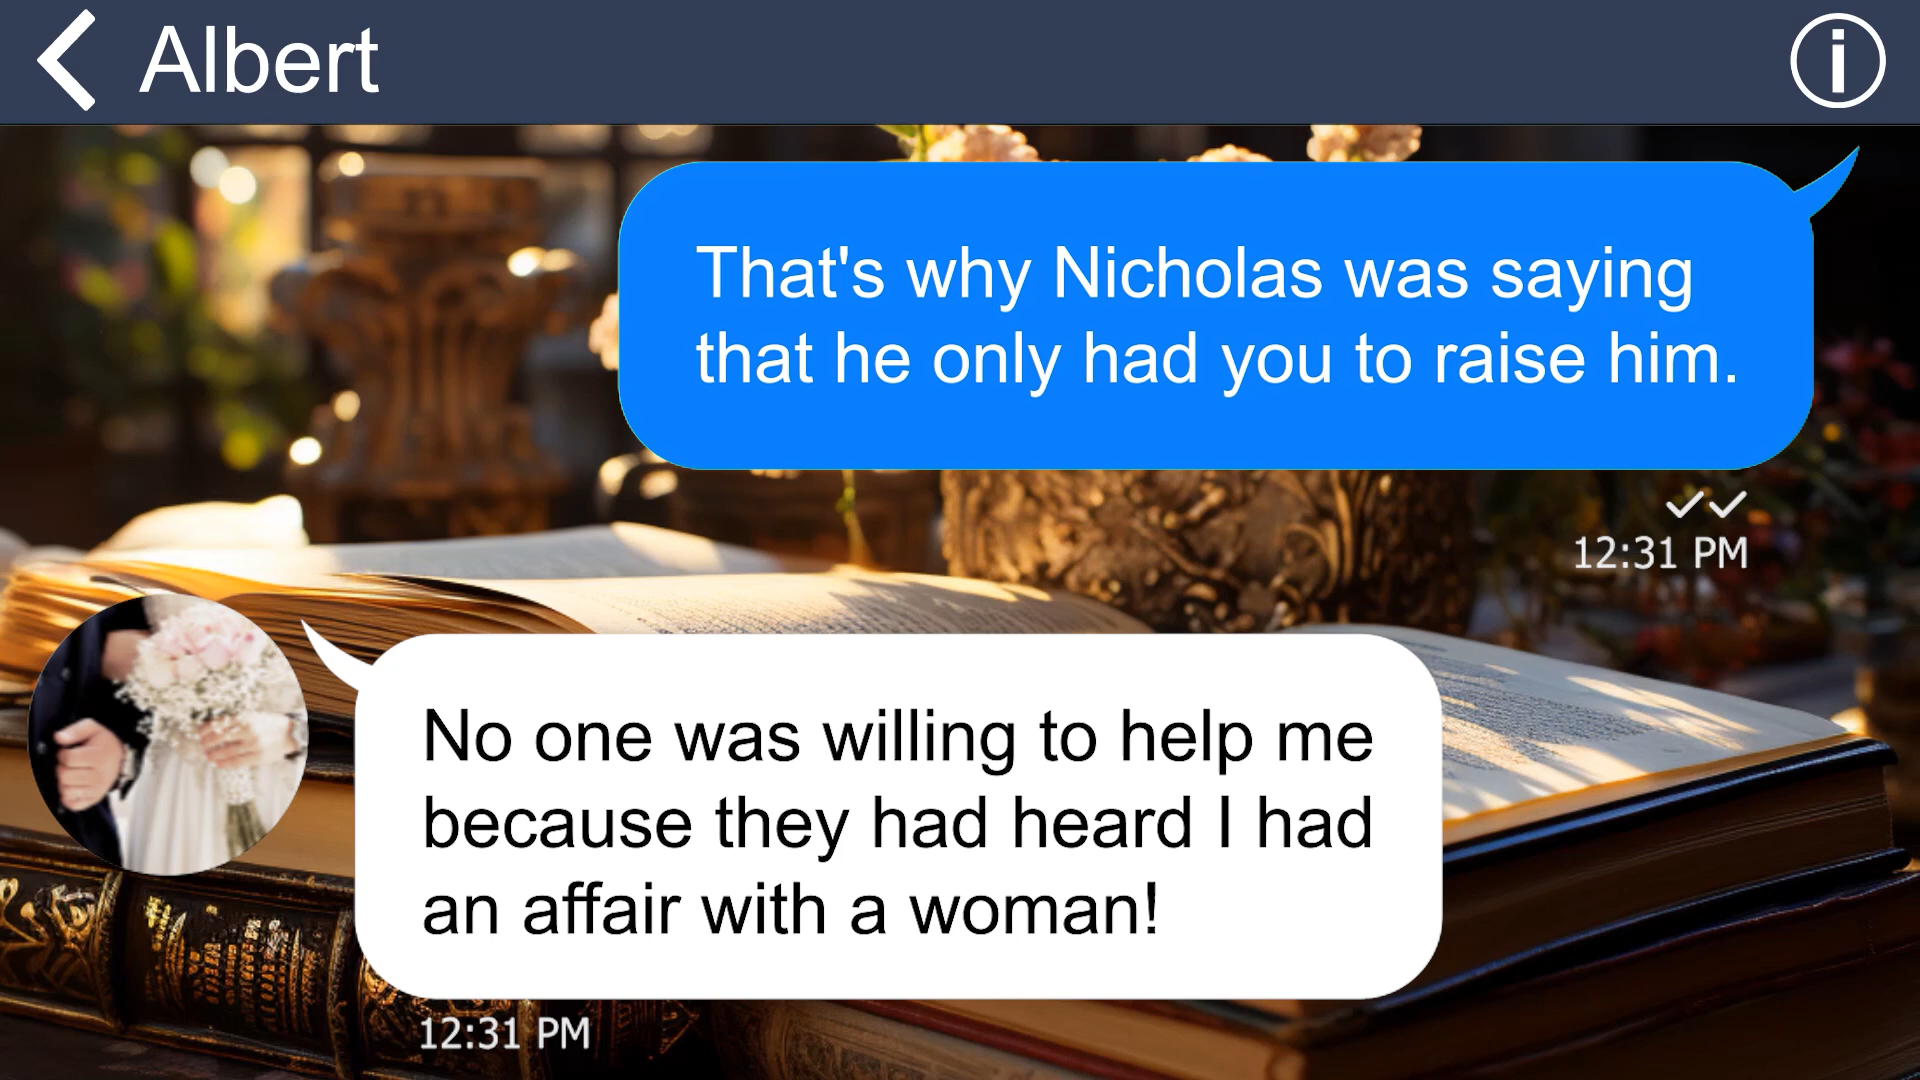 Albert
That's why Nicholas was saying
that he only had you to raise him.
12:31 PM
No one was willing to help me
because they had heard I had
an affair with a woman!
12:31 PM